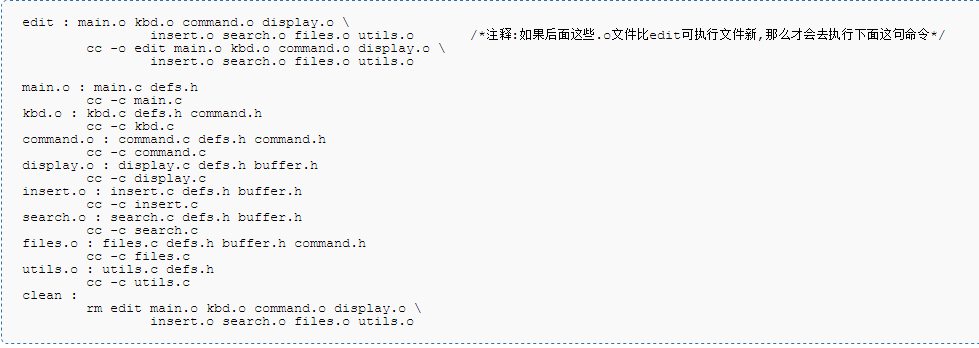 edit : main.o kbd.o command.o display.o \
insert.o search.o files.o utils.o /*注释:如果后面这些.o文件比edit可执行文件新,那么才会去执行下面这句命令*/
cc -o edit main.o kbd.o command.o display.o \
insert.o search.o files.o utils.o
main.o : main.c defs.h
cc -c main.c
kbd.o : kbd.c defs.h command.h
cc -c kbd.c
command.o : command.c defs.h command.h
cc -c command.c
display.o : display.c defs.h buffer.h
cc -c display.c
insert.o : insert.c defs.h buffer.h
cc -c insert.c
search.o : search.c defs.h buffer.h
cc -c search.c
files.o : files.c defs.h buffer.h command.h
cc -c files.c
utils.o : utils.c defs.h
cc -c utils.c
clean :
rm edit main.o kbd.o command.o display.o \
insert.o search.o files.o utils.o